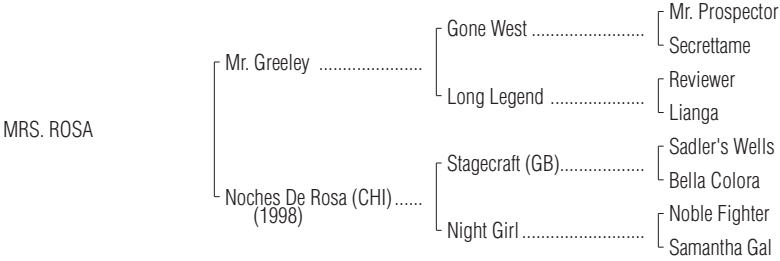 Mr. Prospector
Gone West ........................
Secrettame
Mr. Greeley ......................
Reviewer
Long Legend ....................
Lianga
MRS. ROSA
Sadler's Wells
Stagecraft (GB)..................
Bella Colora
Noches De Rosa (CHI) ......
(1998)
Noble Fighter
Night Girl ..........................
Samantha Gal